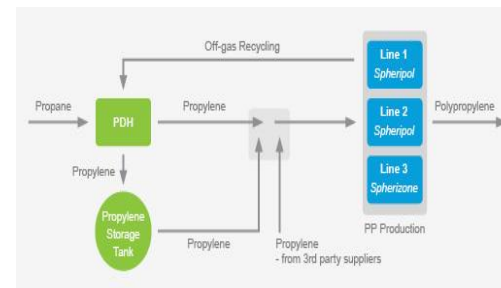 Off-gas Recycling
Line 1
Spheripol
Propane
PDH
Propylene
Line 2
Spheripol
Polypropylene
Propylene
Line 3
Spherizone
Propylene
Storage
Tank
Propylene
Propylene
- from 3rd party suppliers
PP Production